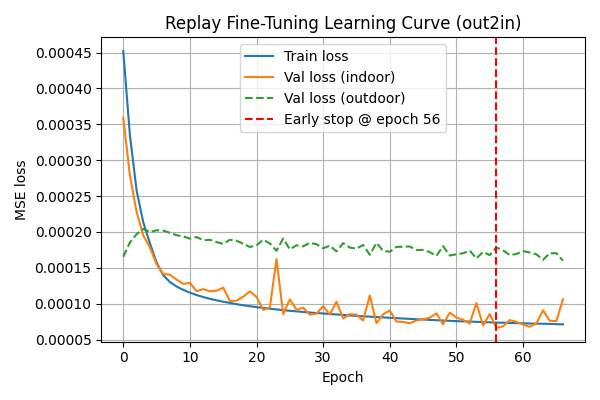 Replay Fine-Tuning Learning Curve (out2in)
Train loss
Val loss (indoor)
Val loss (outdoor)
Early stop @ epoch 56
MSE loss
0.00045
0.00040
0.00035
0.00030
0.00025
0.00020
0.00015
0.00010
0.00005
0 10 20 30 40 50 60
Epoch